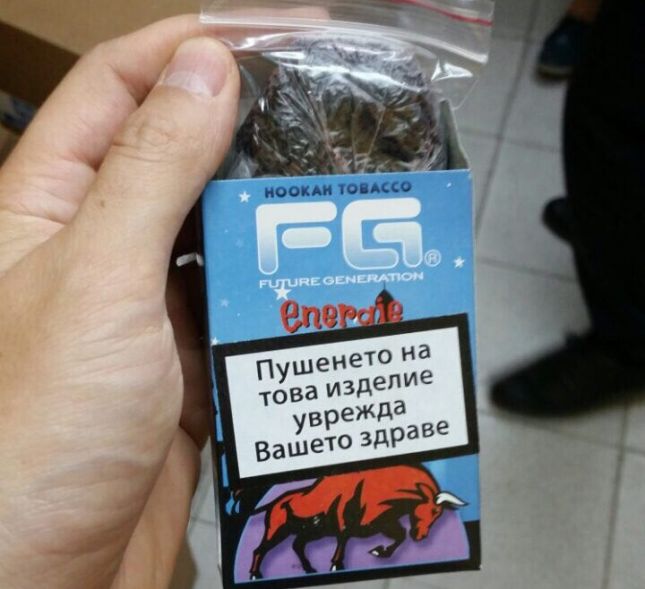 HOOKAH TOBACCO
FG®
FUTURE GENERATION
energie
Пушенето на
това изделие
уврежда
Вашето здраве